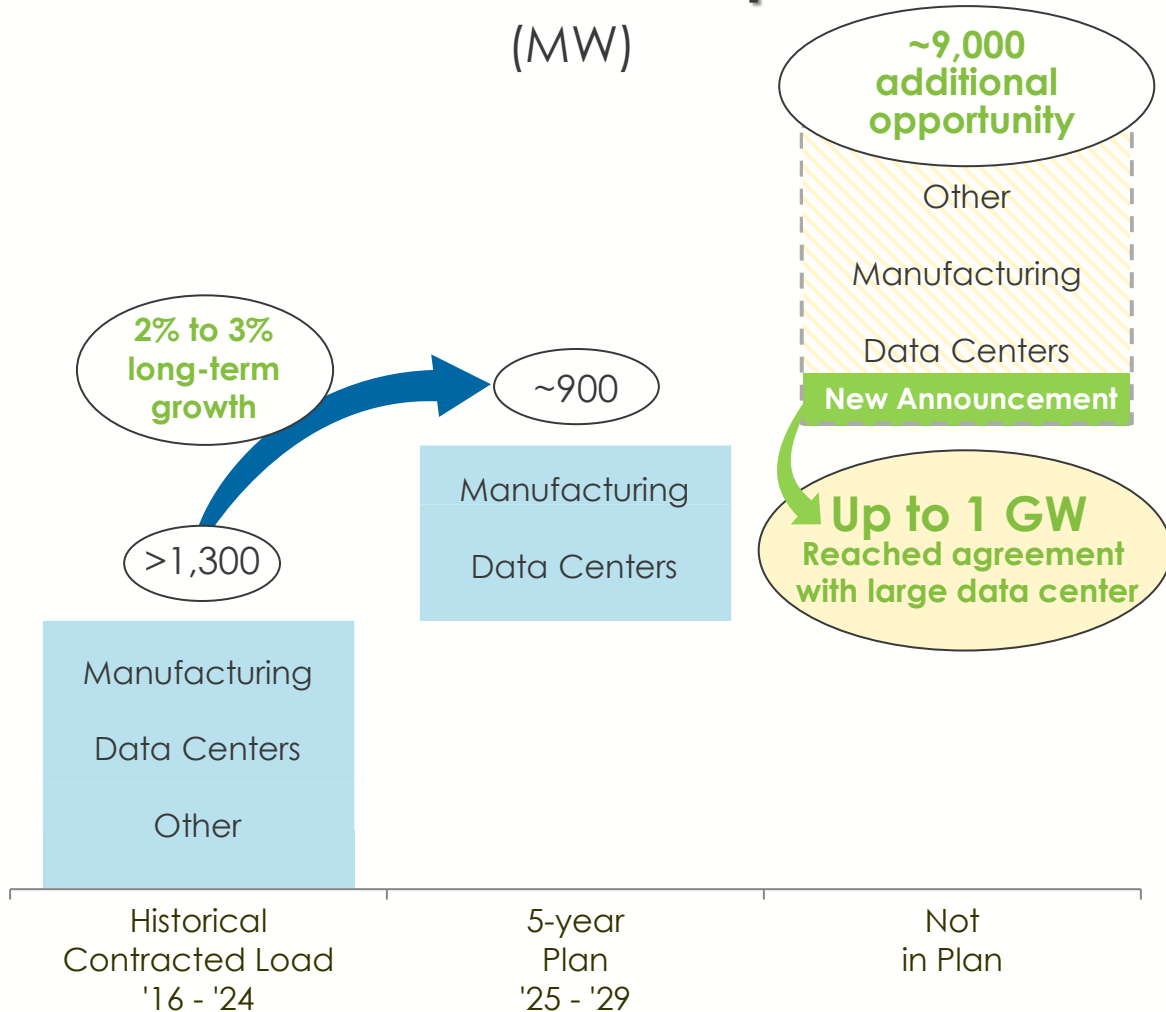 (MW)
~9,000
additional
opportunity
Other
Manufacturing
Data Centers
New Announcement
2% to 3%
long-term
growth
~900
Manufacturing
Data Centers
Up to 1 GW
Reached agreement
with large data center
>1,300
Manufacturing
Data Centers
Other
Historical
Contracted Load
'16 - '24
5-year
Plan
'25 - '29
Not
in Plan